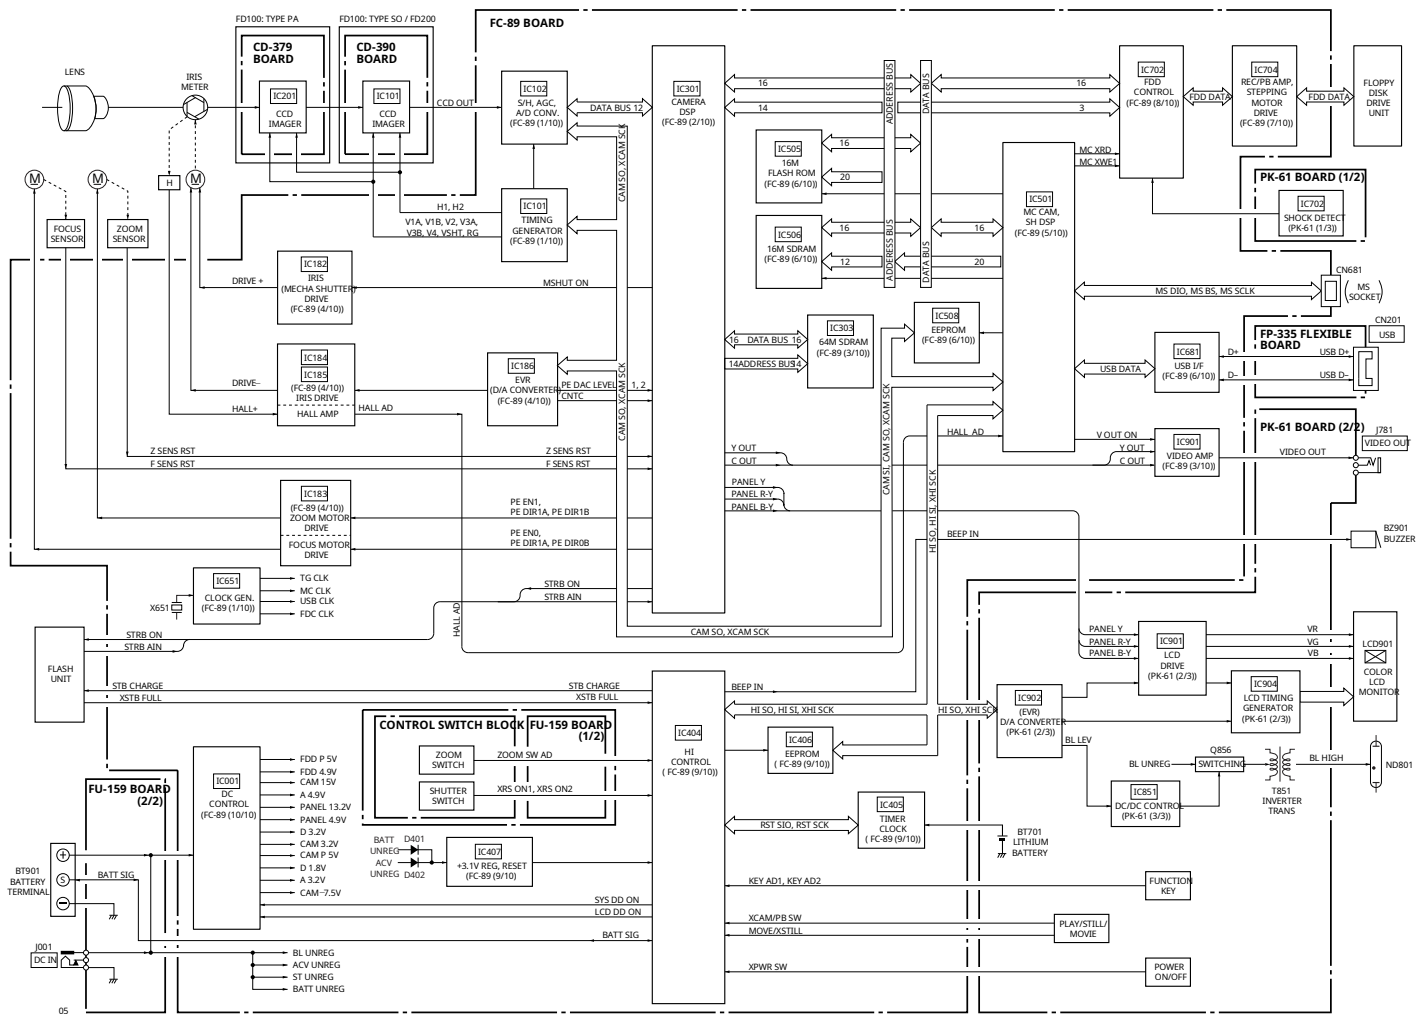 FD100: TYPE PA
FD100: TYPE SO / FD200
FC-89 BOARD
CD-379
BOARD
CD-390
BOARD
LENS
IRIS
METER
IC201
CCD
IMAGER
IC101
CCD
IMAGER
CCD OUT
IC102
S/H, AGC,
A/D CONV.
(FC-89 (1/10))
DATA BUS 12
IC301
CAMERA
DSP
(FC-89 (2/10))
16
16
14
3
ADDERESS BUS
DATA BUS
IC702
FDD
CONTROL
(FC-89 (8/10))
FDD DATA
IC704
REC/PB AMP,
STEPPING
MOTOR
DRIVE
(FC-89 (7/10))
FDD DATA
FLOPPY
DISK
DRIVE
UNIT
IC505
16M
FLASH ROM
(FC-89 (6/10))
16
20
MC XRD
MC XWE1
PK-61 BOARD (1/2)
IC702
SHOCK DETECT
(PK-61 (1/3))
M
M
H
M
FOCUS
SENSOR
ZOOM
SENSOR
H1, H2
V1A, V1B, V2, V3A,
V3B, V4, VSHT, RG
IC101
TIMING
GENERATOR
(FC-89 (1/10))
CAM SO, XCAM SCK
IC501
MC CAM,
SH DSP
(FC-89 (5/10))
IC506
16M SDRAM
(FC-89 (6/10))
16
16
12
20
ADDERESS BUS
DATA BUS
IC182
IRIS
(MECHA SHUTTER)
DRIVE
(FC-89 (4/10))
DRIVE +
MSHUT ON
MS DIO, MS BS, MS SCLK
CN681
MS
SOCKET
IC303
64M SDRAM
(FC-89 (3/10))
16 DATA BUS 16
14 ADDRESS BUS 14
IC508
EEPROM
(FC-89 (6/10))
CN201
USB
FP-335 FLEXIBLE
BOARD
IC681
USB I/F
(FC-89 (6/10))
USB DATA
D+
USB D+
D–
USB D–
IC184
IC185
(FC-89 (4/10))
IRIS DRIVE
HALL AMP
DRIVE–
HALL+
HALL AD
IC186
EVR
(D/A CONVERTER)
(FC-89 (4/10))
PE DAC LEVEL 1, 2
CNTC
CAM SO, XCAM SCK
CAM SI, CAM SO, XCAM SCK
HI SO, HI SI, XHI SCK
HALL AD
PK-61 BOARD (2/2)
V OUT ON
Y OUT
C OUT
IC901
VIDEO AMP
(FC-89 (3/10))
VIDEO OUT
J781
VIDEO OUT
Z SENS RST
Z SENS RST
F SENS RST
F SENS RST
Y OUT
C OUT
PANEL Y
PANEL R-Y
PANEL B-Y
IC183
(FC-89 (4/10))
ZOOM MOTOR
DRIVE
FOCUS MOTOR
DRIVE
PE EN1,
PE DIR1A, PE DIR1B
PE EN0,
PE DIR1A, PE DIR0B
BEEP IN
BZ901
BUZZER
X651
IC651
CLOCK GEN.
(FC-89 (1/10))
TG CLK
MC CLK
USB CLK
FDC CLK
STRB ON
STRB AIN
HALL AD
CAM SO, XCAM SCK
FLASH
UNIT
STRB ON
STRB AIN
STB CHARGE
STB CHARGE
XSTB FULL
XSTB FULL
BEEP IN
PANEL Y
PANEL R-Y
PANEL B-Y
IC901
LCD
DRIVE
(PK-61 (2/3))
VR
VG
VB
LCD901
COLOR
LCD
MONITOR
IC902
(EVR)
D/A CONVERTER
(PK-61 (2/3))
IC904
LCD TIMING
GENERATOR
(PK-61 (2/3))
HI SO, HI SI, XHI SCK
HI SO, XHI SCK
CONTROL SWITCH BLOCK
FU-159 BOARD
(1/2)
ZOOM
SWITCH
ZOOM SW AD
SHUTTER
SWITCH
XRS ON1, XRS ON2
IC404
HI
CONTROL
( FC-89 (9/10))
IC406
EEPROM
( FC-89 (9/10))
BL LEV
BL UNREG
Q856
SWITCHING
T851
INVERTER
TRANS
BL HIGH
ND801
IC851
DC/DC CONTROL
(PK-61 (3/3))
IC001
DC
CONTROL
(FC-89 (10/10))
FDD P 5V
FDD 4.9V
CAM 15V
A 4.9V
PANEL 13.2V
PANEL 4.9V
D 3.2V
CAM 3.2V
CAM P 5V
D 1.8V
A 3.2V
CAM–7.5V
FU-159 BOARD
(2/2)
IC405
TIMER
CLOCK
( FC-89 (9/10))
RST SIO, RST SCK
BT701
LITHIUM
BATTERY
BATT
UNREG
D401
ACV
UNREG
D402
IC407
+3.1V REG, RESET
(FC-89 (9/10)
BT901
BATTERY
TERMINAL
S
BATT SIG
KEY AD1, KEY AD2
FUNCTION
KEY
SYS DD ON
LCD DD ON
XCAM/PB SW
MOVE/XSTILL
PLAY/STILL/
MOVIE
BATT SIG
J001
DC IN
BL UNREG
ACV UNREG
ST UNREG
BATT UNREG
XPWR SW
POWER
ON/OFF
05